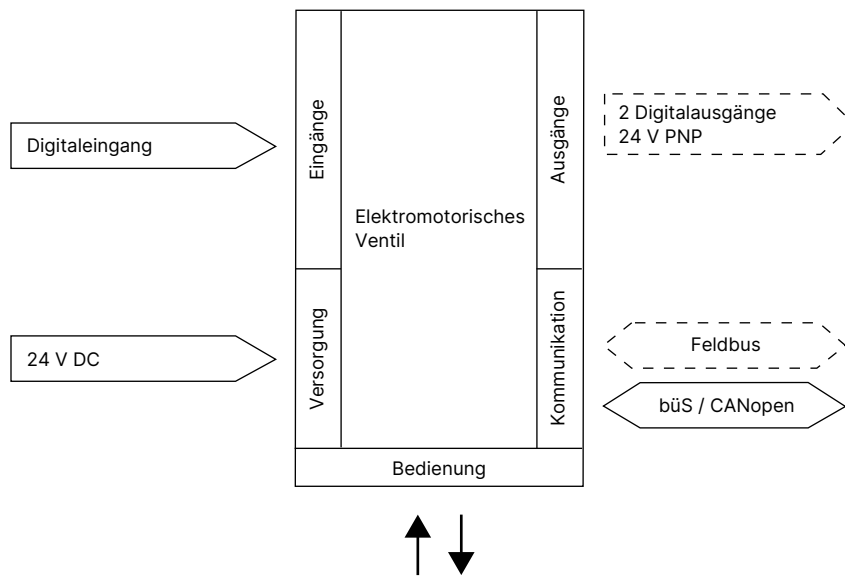 Digitaleingang
24 V DC
Eingänge
Versorgung
Elektromotorisches
Ventil
Ausgänge
Kommunikation
Bedienung
2 Digitalausgänge
24 V PNP
Feldbus
büS / CANopen